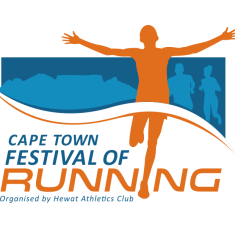 CAPE TOWN
FESTIVAL OF
RUNNING
Organised by Hewat Athletics Club